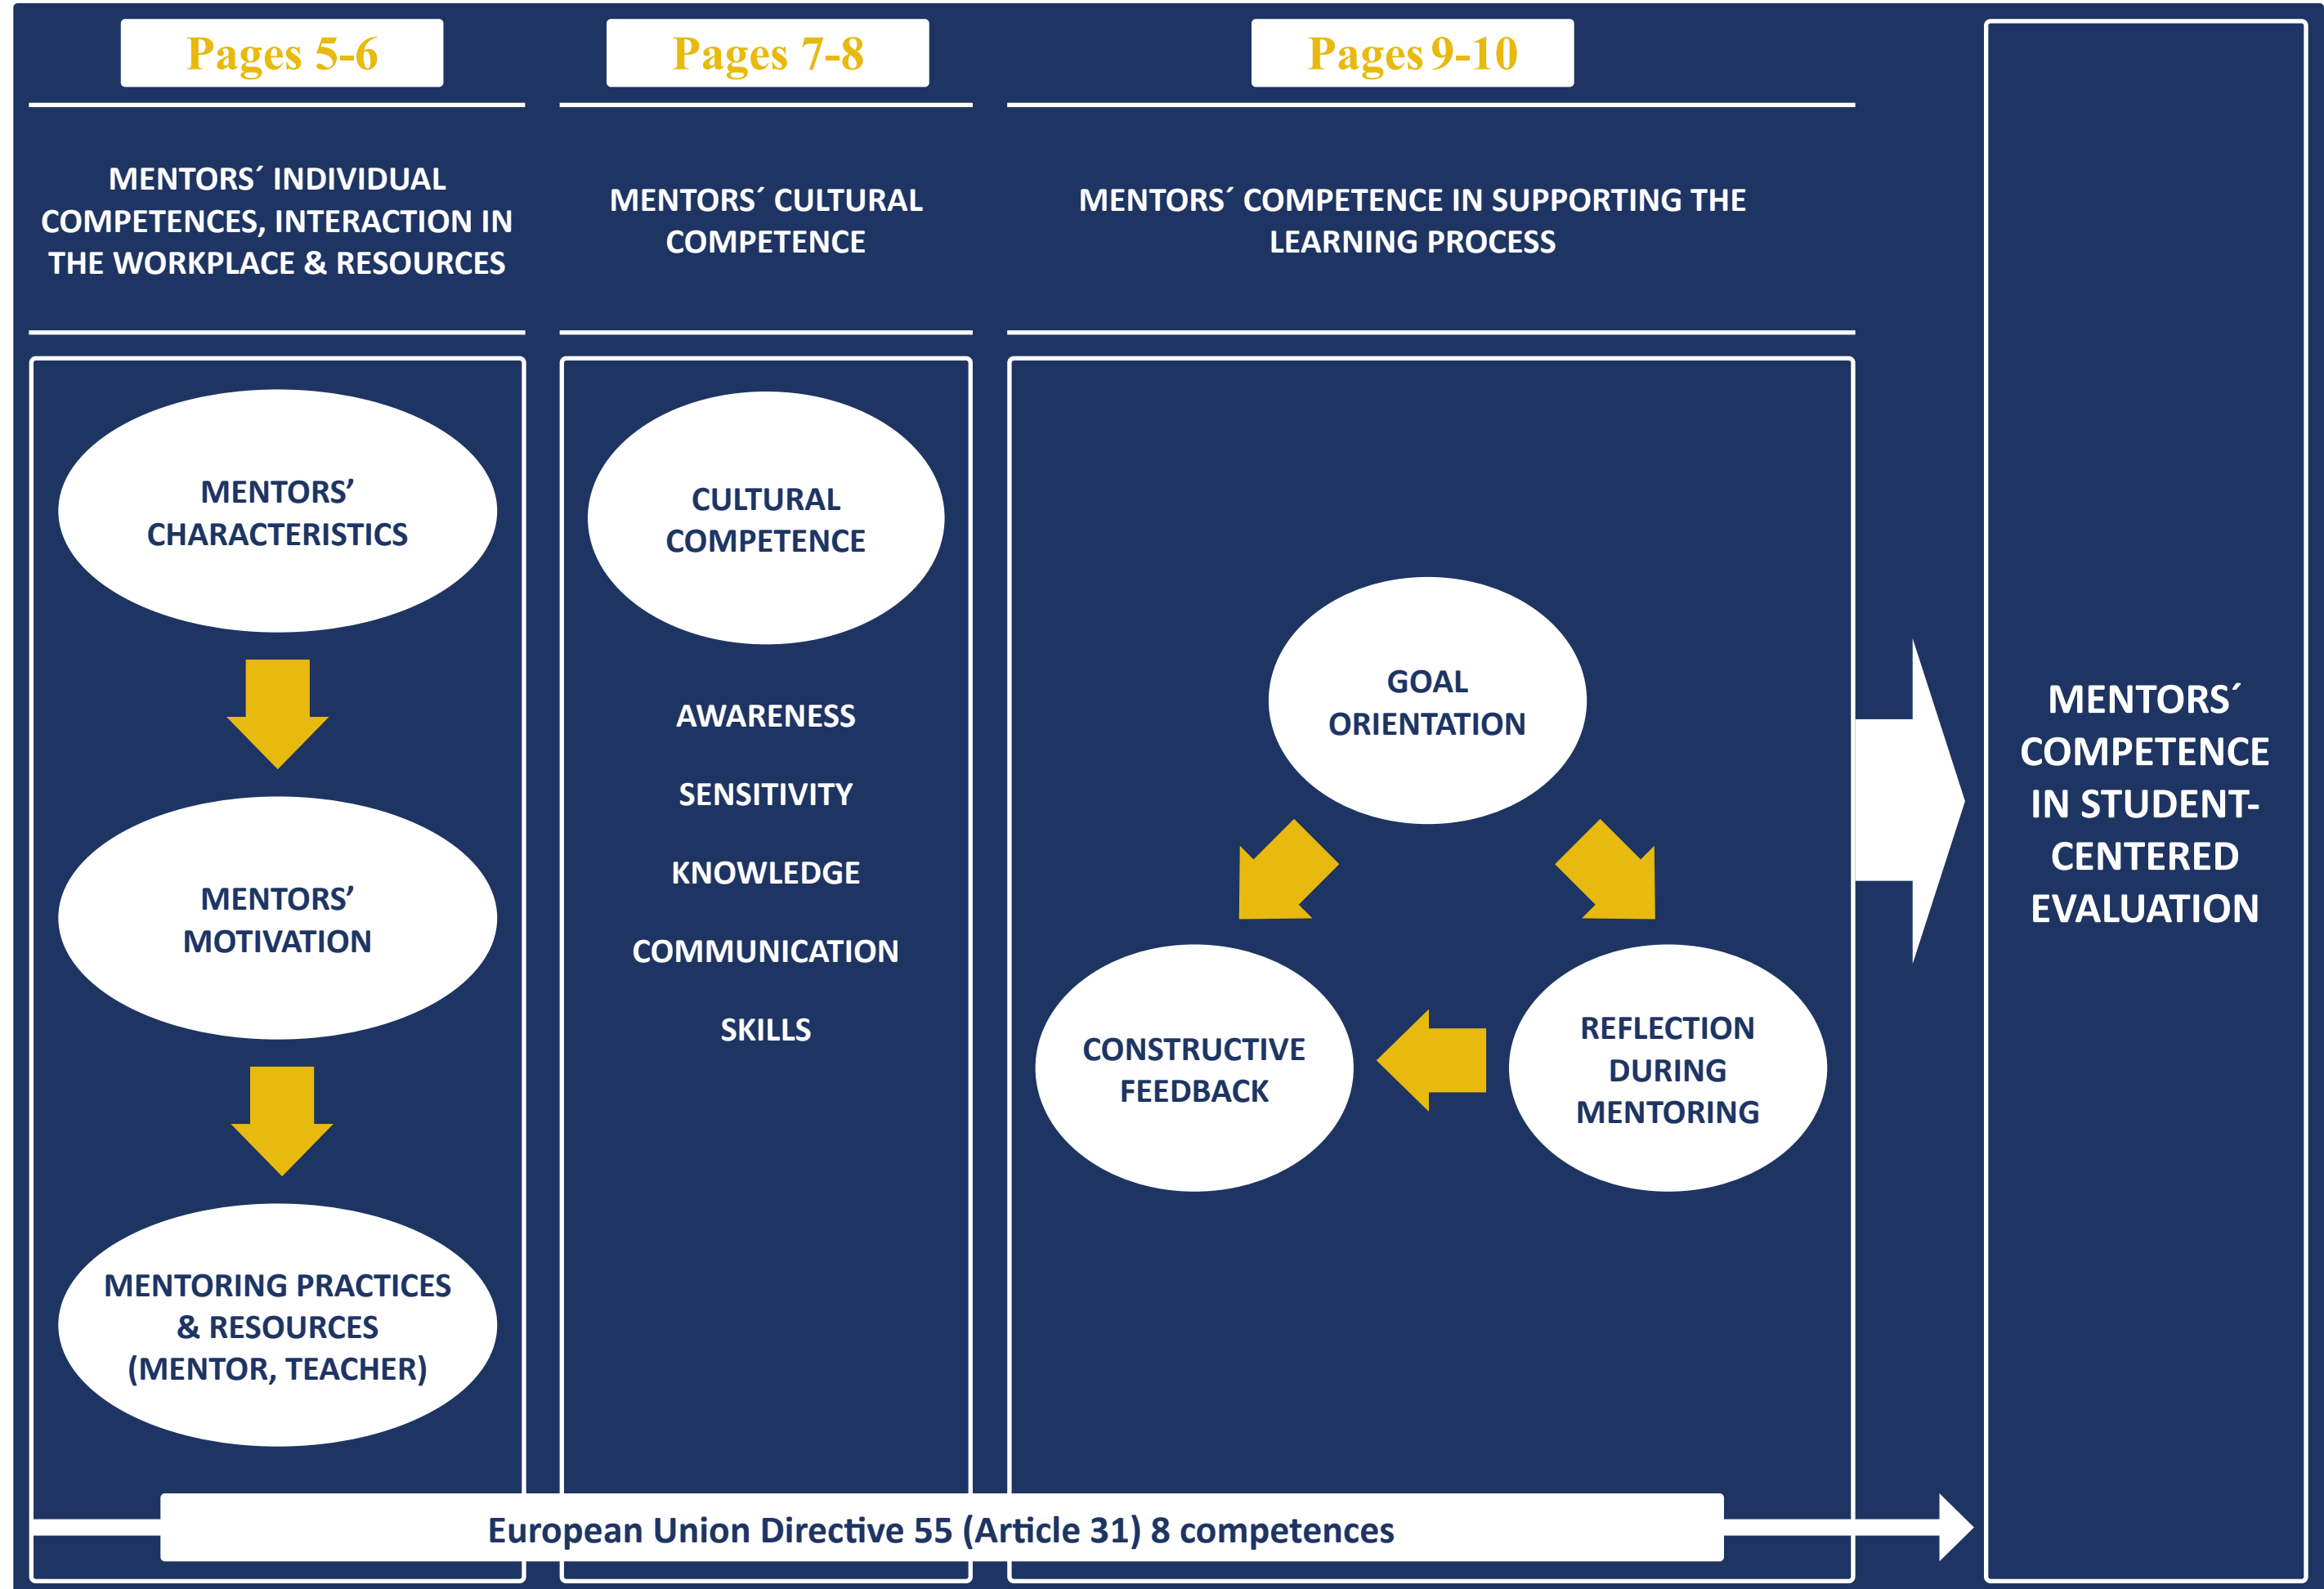 Pages 5-6
Pages 7-8
Pages 9-10
MENTORS´ INDIVIDUAL
COMPETENCES, INTERACTION IN
THE WORKPLACE & RESOURCES
MENTORS´ CULTURAL
COMPETENCE
MENTORS´ COMPETENCE IN SUPPORTING THE
LEARNING PROCESS
MENTORS’
CHARACTERISTICS
MENTORS’
MOTIVATION
MENTORING PRACTICES
& RESOURCES
(MENTOR, TEACHER)
CULTURAL
COMPETENCE
AWARENESS
SENSITIVITY
KNOWLEDGE
COMMUNICATION
SKILLS
GOAL
ORIENTATION
CONSTRUCTIVE
FEEDBACK
REFLECTION
DURING
MENTORING
MENTORS´
COMPETENCE
IN STUDENT-
CENTERED
EVALUATION
European Union Directive 55 (Article 31) 8 competences